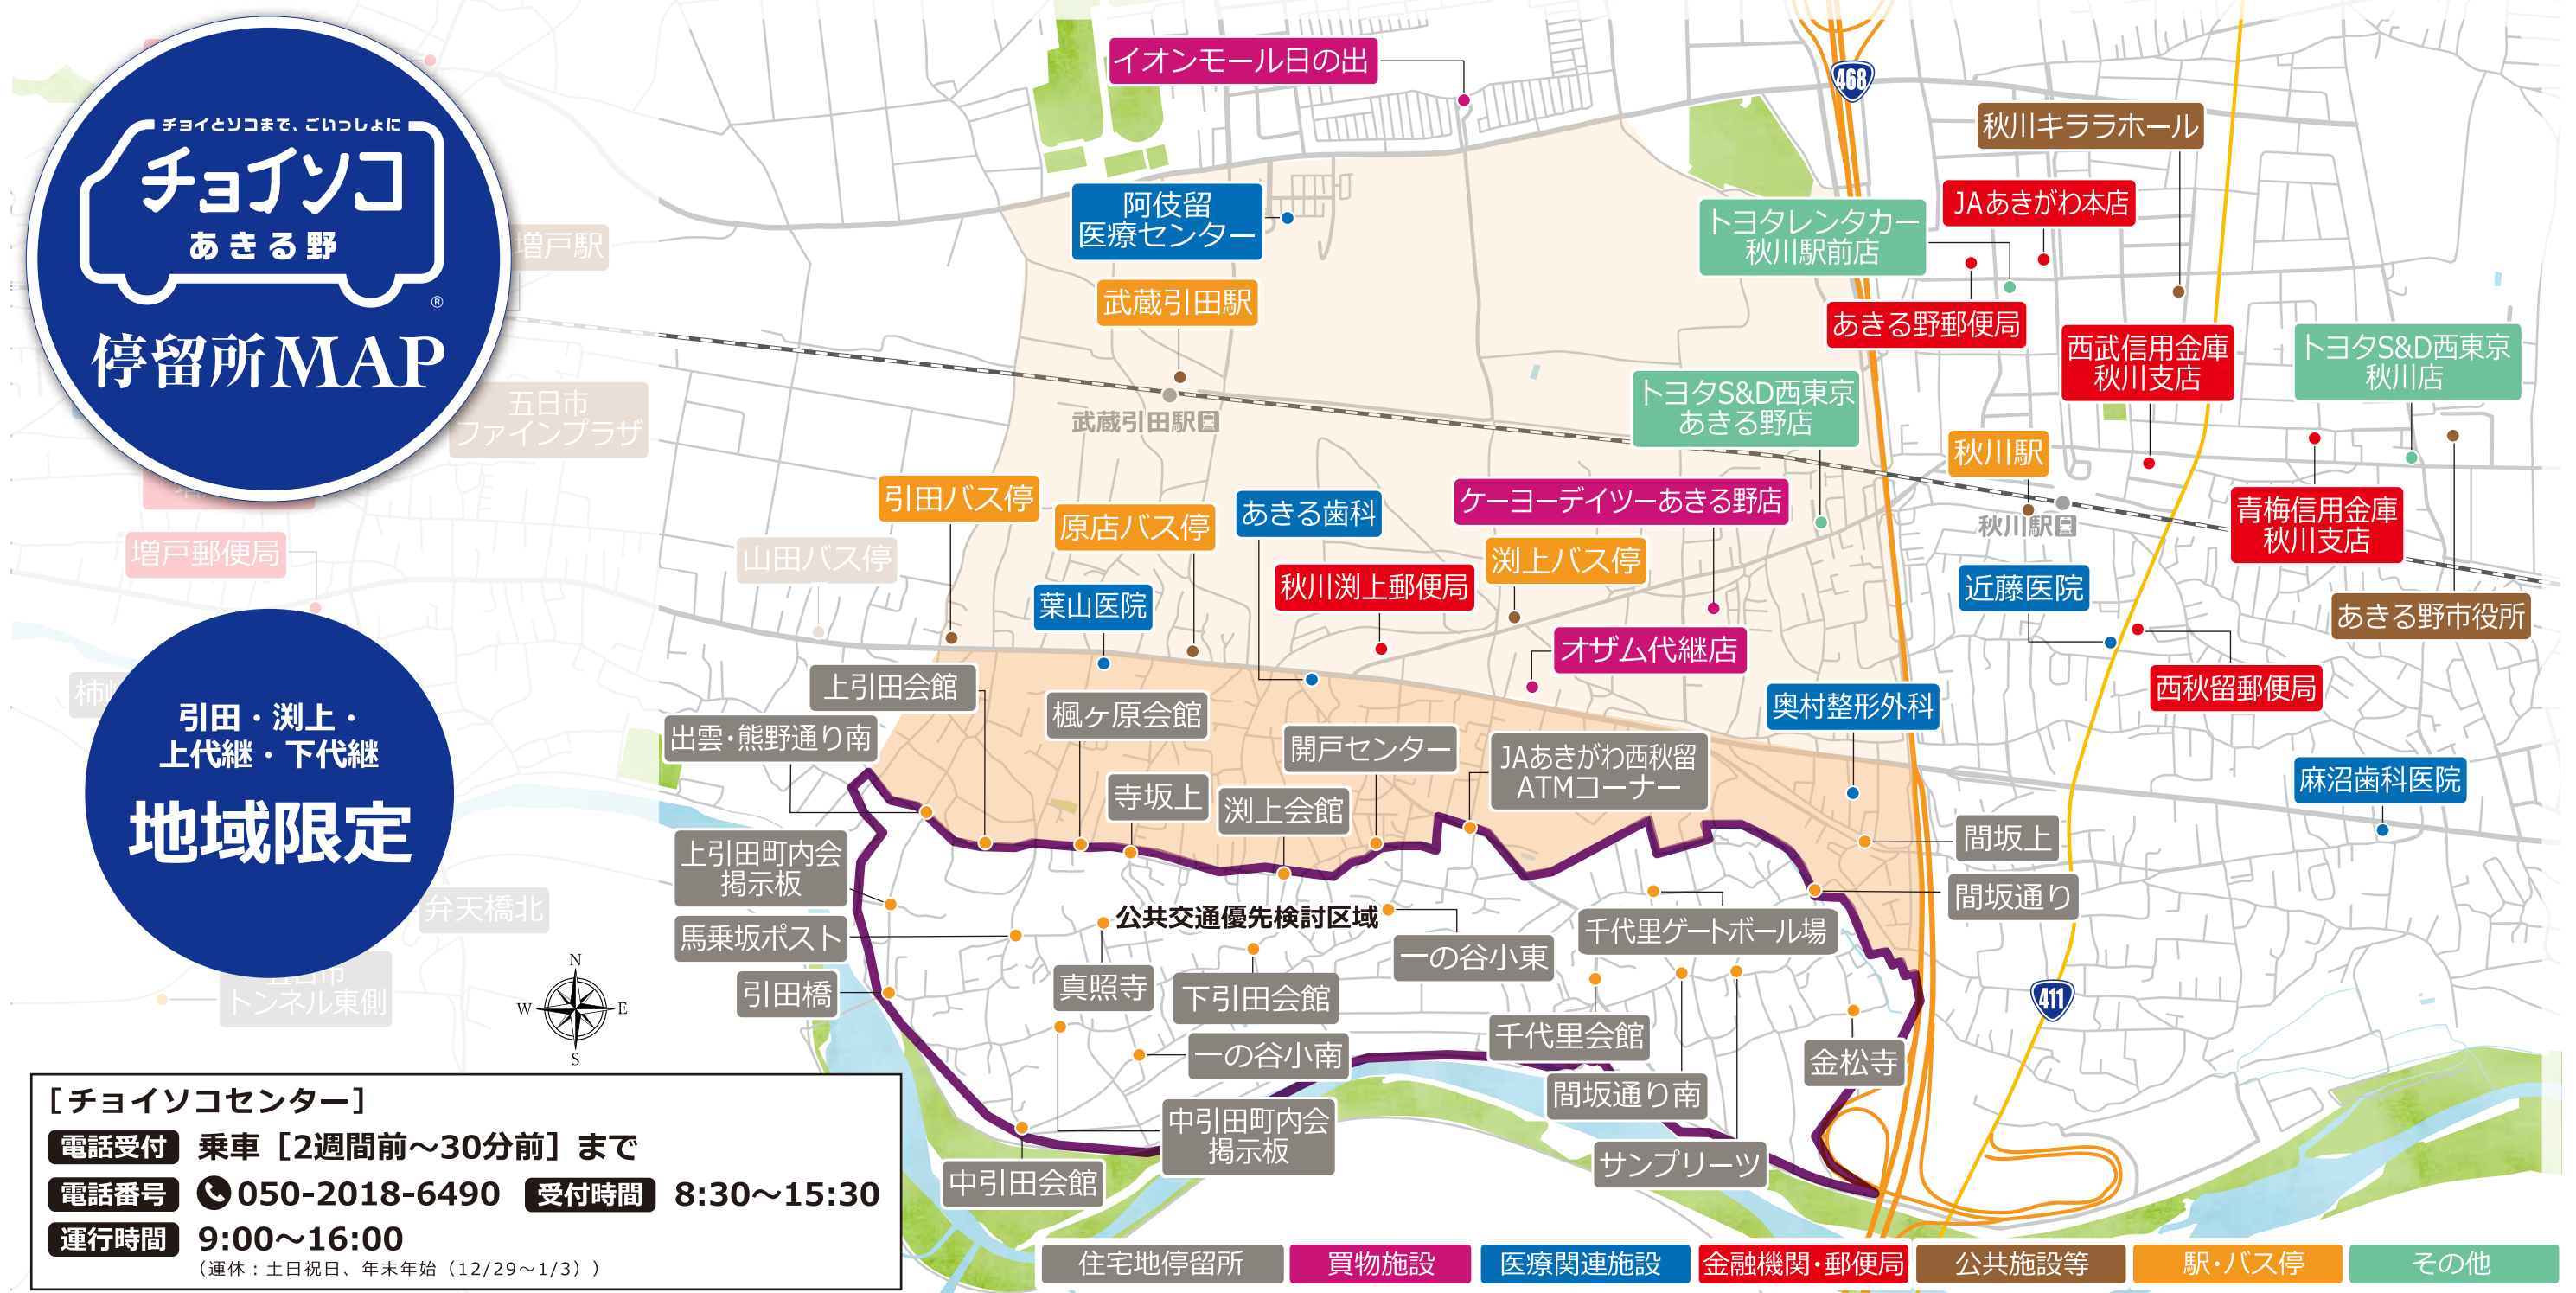 チョイとソコまで、ごいっしょに
チョイソコ
あきる野
®
停留所MAP
引田・渕上・
上代継・下代継
地域限定
イオンモール日の出
468
秋川キララホール
阿伎留
医療センター
トヨタレンタカー
秋川駅前店
JAあきがわ本店
増戸駅
武蔵引田駅
あきる野郵便局
西武信用金庫
秋川支店
トヨタS&D西東京
秋川店
五日市
ファインプラザ
武蔵引田駅
トヨタS&D西東京
あきる野店
秋川駅
引田バス停
原店バス停
あきる歯科
ケーヨーデイツーあきる野店
秋川駅
青梅信用金庫
秋川支店
増戸郵便局
山田バス停
葉山医院
秋川渕上郵便局
渕上バス停
近藤医院
あきる野市役所
オザム代継店
西秋留郵便局
上引田会館
楓ヶ原会館
奥村整形外科
出雲・熊野通り南
開戸センター
JAあきがわ西秋留
ATMコーナー
麻沼歯科医院
寺坂上
渕上会館
間坂上
上引田町内会
掲示板
間坂通り
弁天橋北
公共交通優先検討区域
馬乗坂ポスト
千代里ゲートボール場
一の谷小東
トンネル東側
引田橋
真照寺
下引田会館
411
千代里会館
一の谷小南
金松寺
間坂通り南
中引田町内会
掲示板
サンプリーツ
中引田会館
N
W
E
S
［チョイソコセンター］
電話受付 乗車［2週間前～30分前］まで
電話番号 050-2018-6490 受付時間 8:30～15:30
運行時間 9:00～16:00
（運休：土日祝日、年末年始（12/29～1/3））
住宅地停留所
買物施設
医療関連施設
金融機関・郵便局
公共施設等
駅・バス停
その他